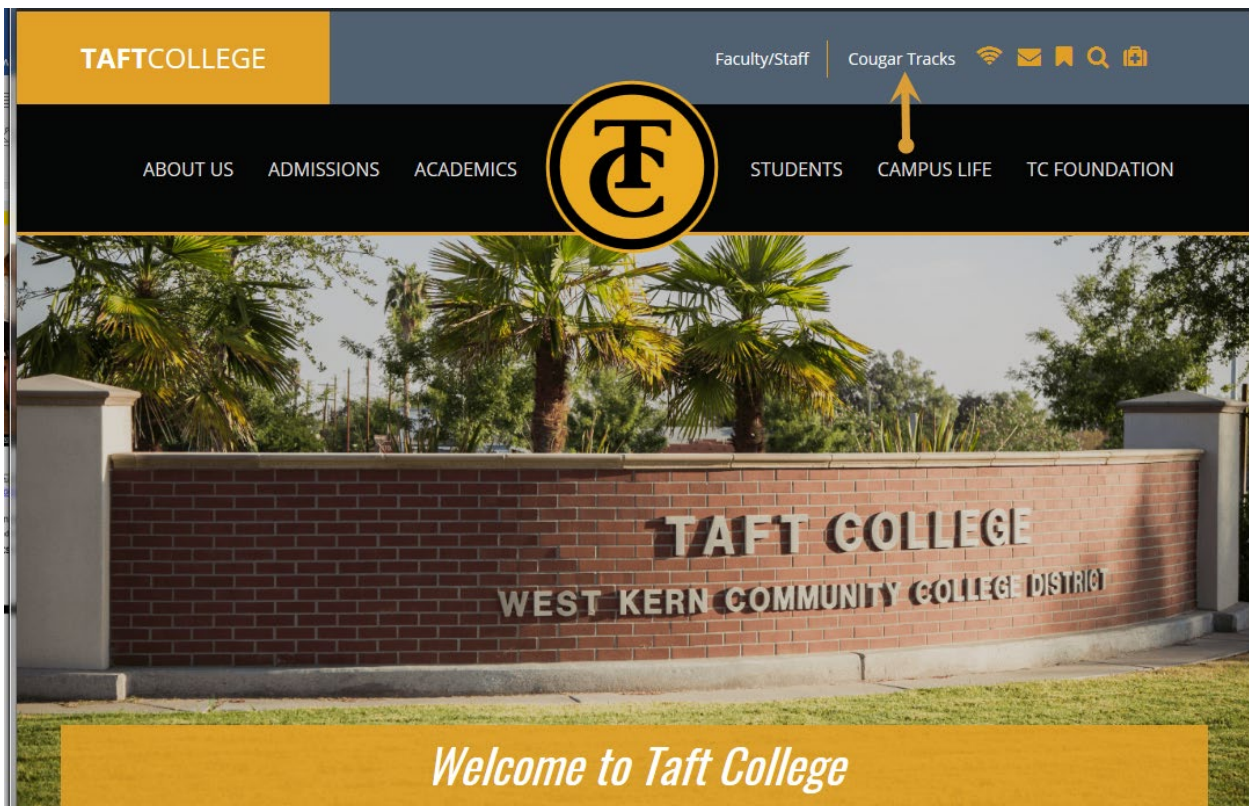 TAFTCOLLEGE
Faculty/Staff
Cougar Tracks
ABOUT US
ADMISSIONS
ACADEMICS
TC
STUDENTS
CAMPUS LIFE
TC FOUNDATION
TAFT COLLEGE
WEST KERN COMMUNITY COLLEGE DISTRICT
Welcome to Taft College